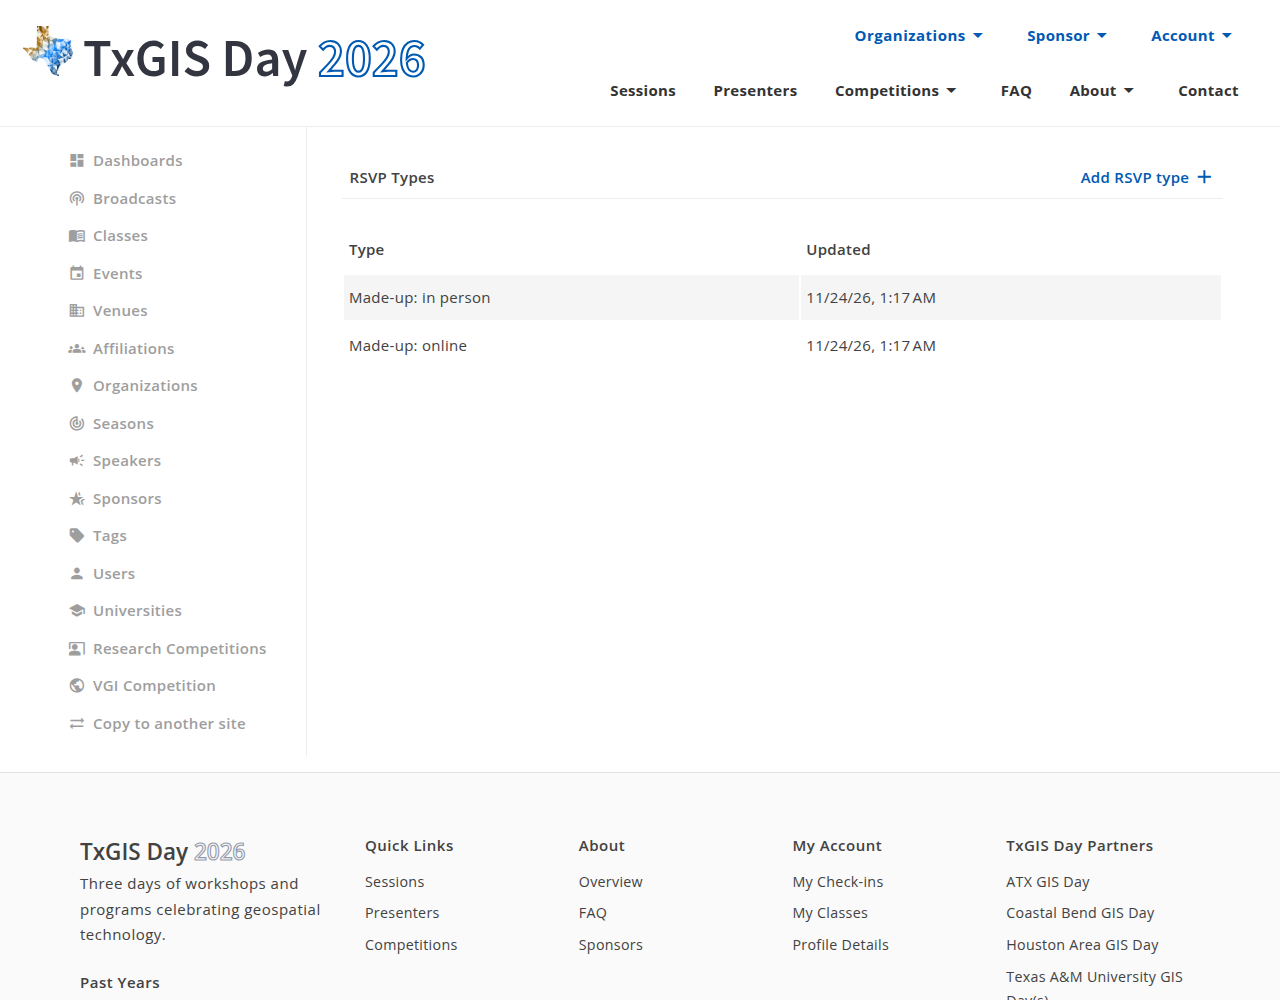 TxGIS Day 2026
Organizations
Sponsor
Account
Sessions
Presenters
Competitions
FAQ
About
Contact
Dashboards
Broadcasts
Classes
Events
Venues
Affiliations
Organizations
Seasons
Speakers
Sponsors
Tags
Users
Universities
Research Competitions
VGI Competition
Copy to another site
RSVP Types
Add RSVP type
Type Updated
Made-up: in person 11/24/26, 1:17 AM
Made-up: online 11/24/26, 1:17 AM
TxGIS Day 2026
Three days of workshops and
programs celebrating geospatial
technology.
Past Years
Quick Links
Sessions
Presenters
Competitions
About
Overview
FAQ
Sponsors
My Account
My Check-ins
My Classes
Profile Details
TxGIS Day Partners
ATX GIS Day
Coastal Bend GIS Day
Houston Area GIS Day
Texas A&M University GIS
Day(s)